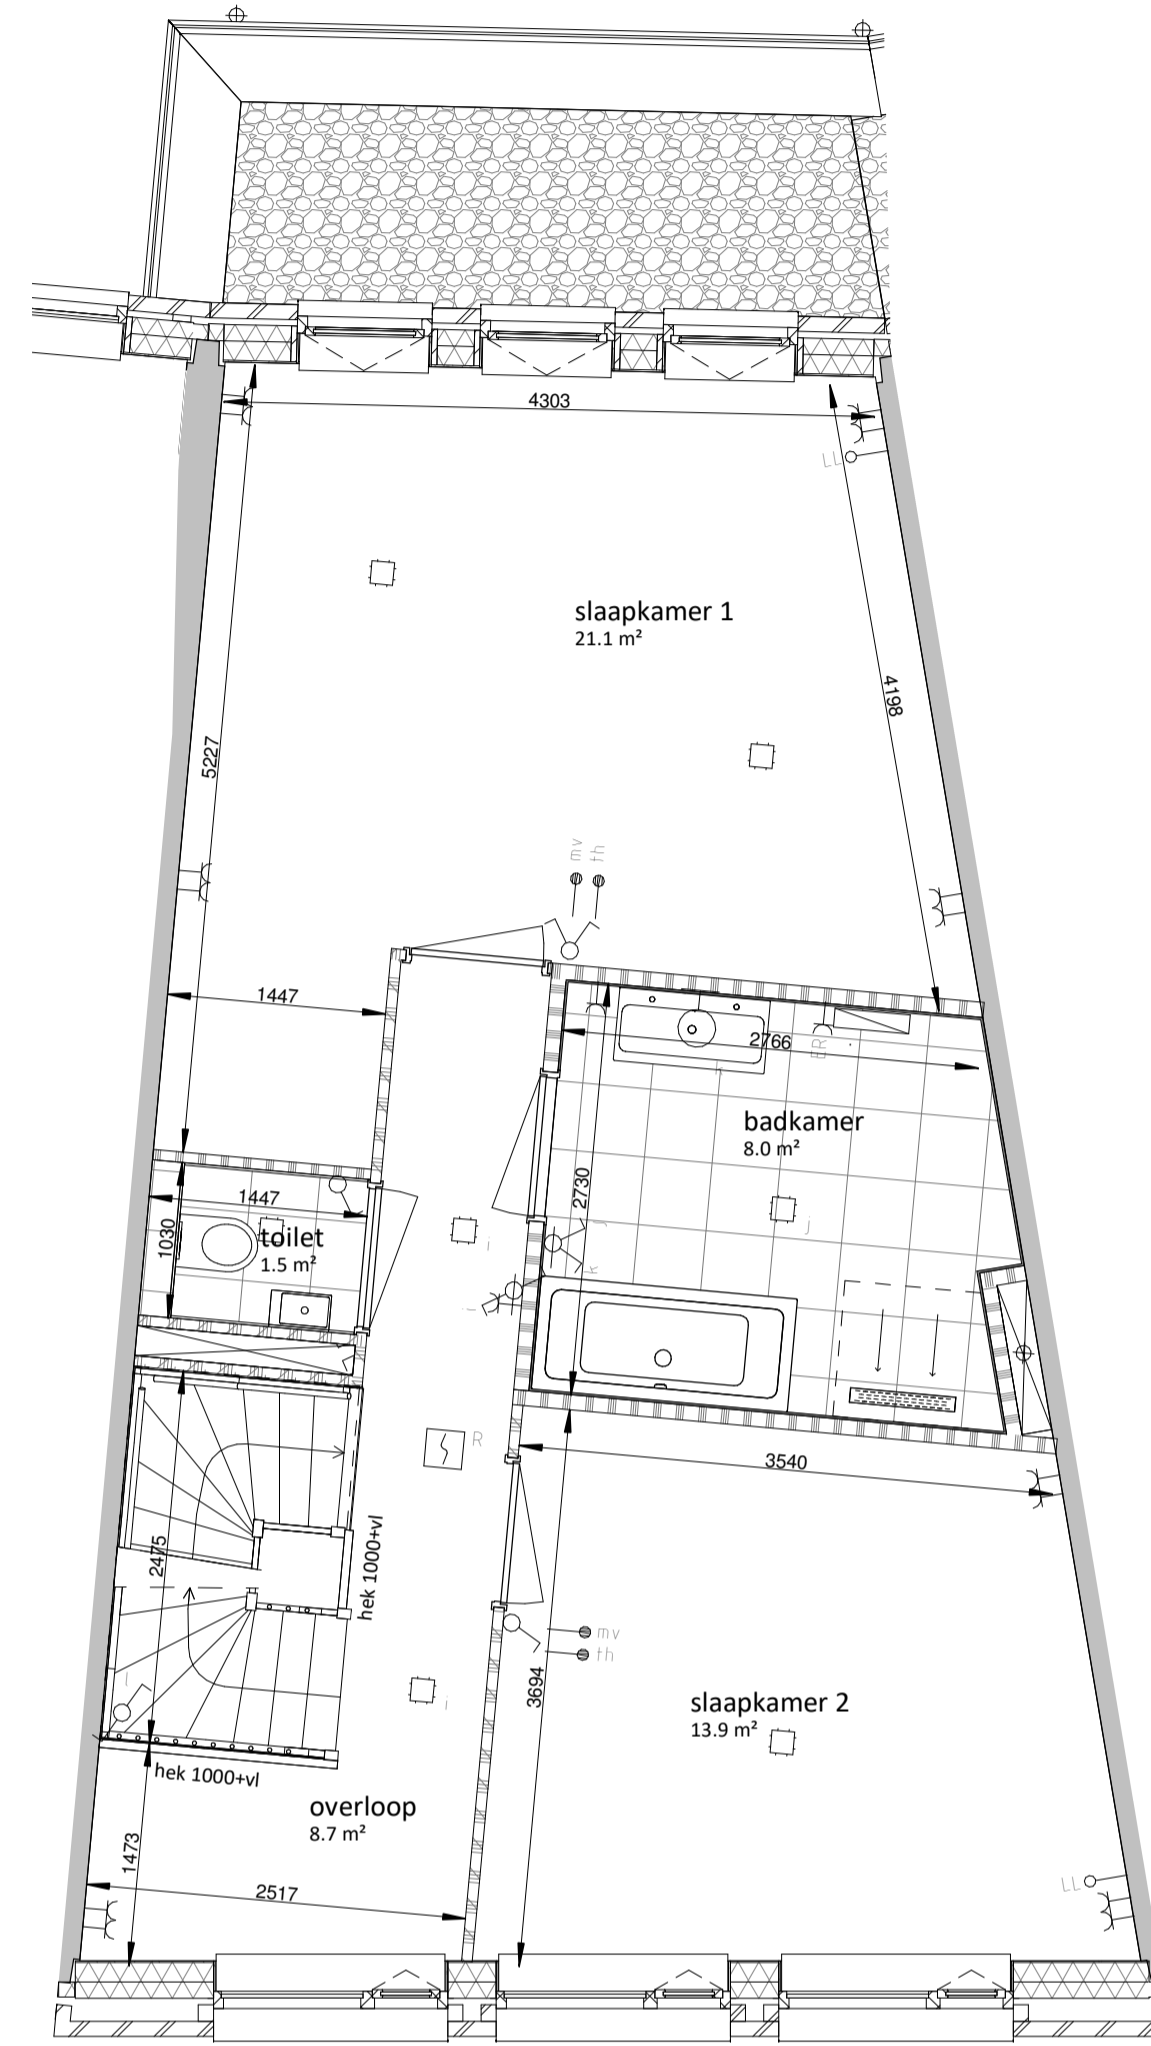 4303
LL
slaapkamer 1
21.1 m²
4198
5227
mv
th
1447
2766
ER
k
badkamer
8.0 m²
2730
1447
toilet
1.5 m²
1030
i
j
j
k
i
R
3540
2475
hek 1000+vl
mv
th
3694
slaapkamer 2
13.9 m²
i
i
hek 1000+vl
overloop
8.7 m²
1473
2517
LL